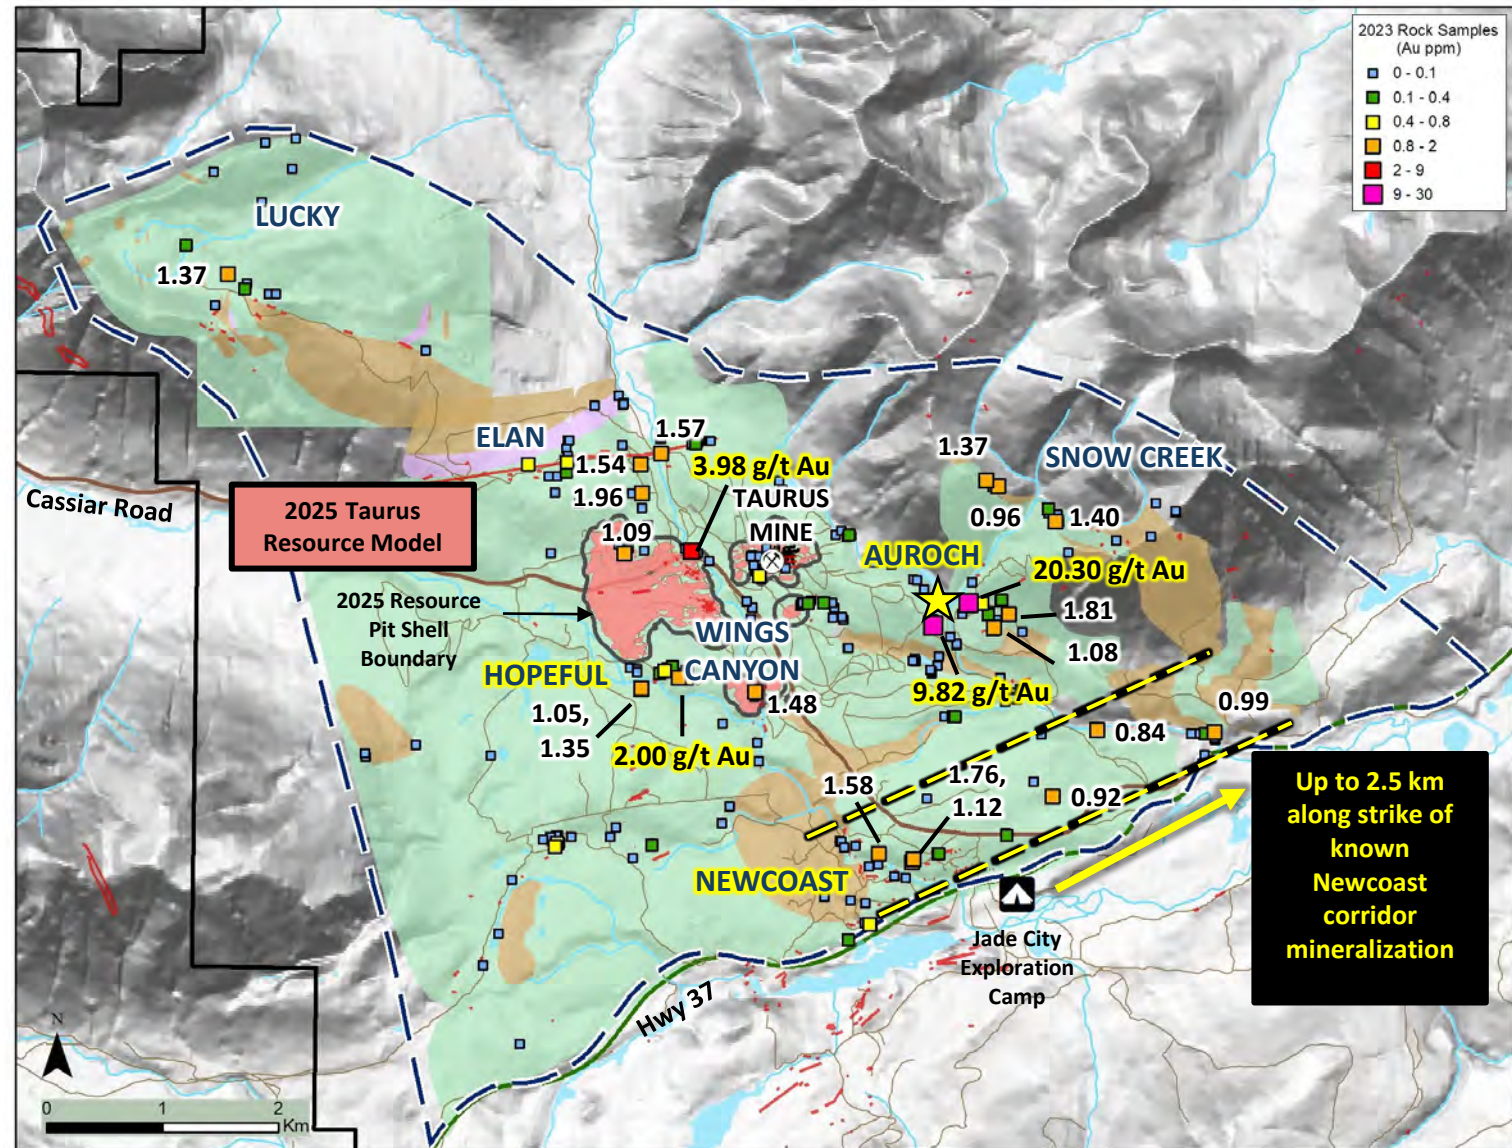 2023 Rock Samples
(Au ppm)
0 - 0.1
0.1 - 0.4
0.4 - 0.8
0.8 - 2
2 - 9
9 - 30
LUCKY
1.37
ELAN
1.57
1.54
3.98 g/t Au
1.96
1.37
SNOW CREEK
Cassiar Road
2025 Taurus
Resource Model
TAURUS
MINE
0.96
1.40
1.09
AUROCH
20.30 g/t Au
2025 Resource
Pit Shell
Boundary
1.81
WINGS
CANYON
1.08
HOPEFUL
9.82 g/t Au
1.48
1.05,
1.35
2.00 g/t Au
0.99
0.84
1.58
1.76,
1.12
0.92
NEWCOAST
Up to 2.5 km
along strike of
known
Newcoast
corridor
mineralization
Jade City
Exploration
Camp
Hwy 37
N
0 1 2
Km